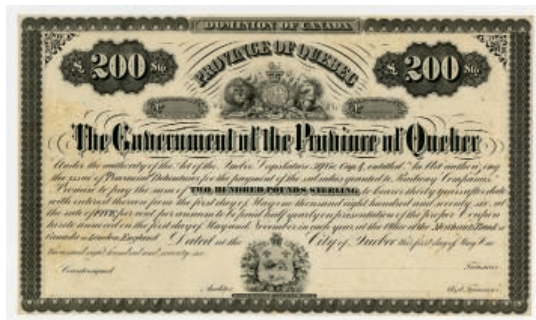 DOMINION OF CANADA
PROVINCE OF QUEBEC
£ 200 Stg
£ 200 Stg
No
No
The Government of the Province of Quebec
Under the authority of the Act of the Quebec Legislature, Cap. entitled "An Act authorizing
the issue of Provincial Debentures for the payment of the subsidies granted to Railway Companies"
Promise to pay the sum of TWO HUNDRED POUNDS STERLING to bearer thirty years after date
with interest thereon from the first day of May one thousand eight hundred and seventy six, at
the rate of FIVE per cent per annum to be paid half yearly on presentation of the proper Coupon
hereto annexed on the first days of May and November in each year, at the Office of the Bank of
in London, England. Dated at the City of Quebec this first day of May One
thousand eight hundred and seventy six
Countersigned
Treasurer
Auditor
Treasurer